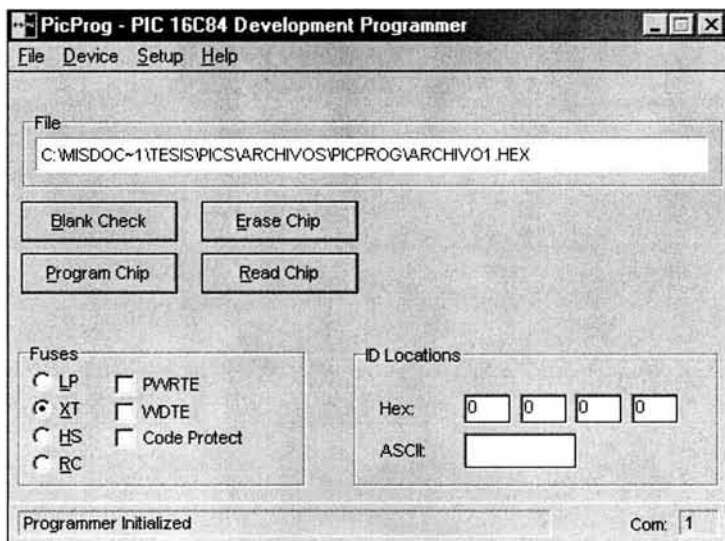 PicProg - PIC 16C84 Development Programmer
File Device Setup Help
File
C:\MISDOC~1\TESIS\PICS\ARCHIVOS\PICPROG\ARCHIVO1.HEX
Blank Check Erase Chip
Program Chip Read Chip
Fuses
LP PWRTE
XT WDTE
HS Code Protect
RC
ID Locations
Hex: 0 0 0 0
ASCII:
Programmer Initialized Com: 1